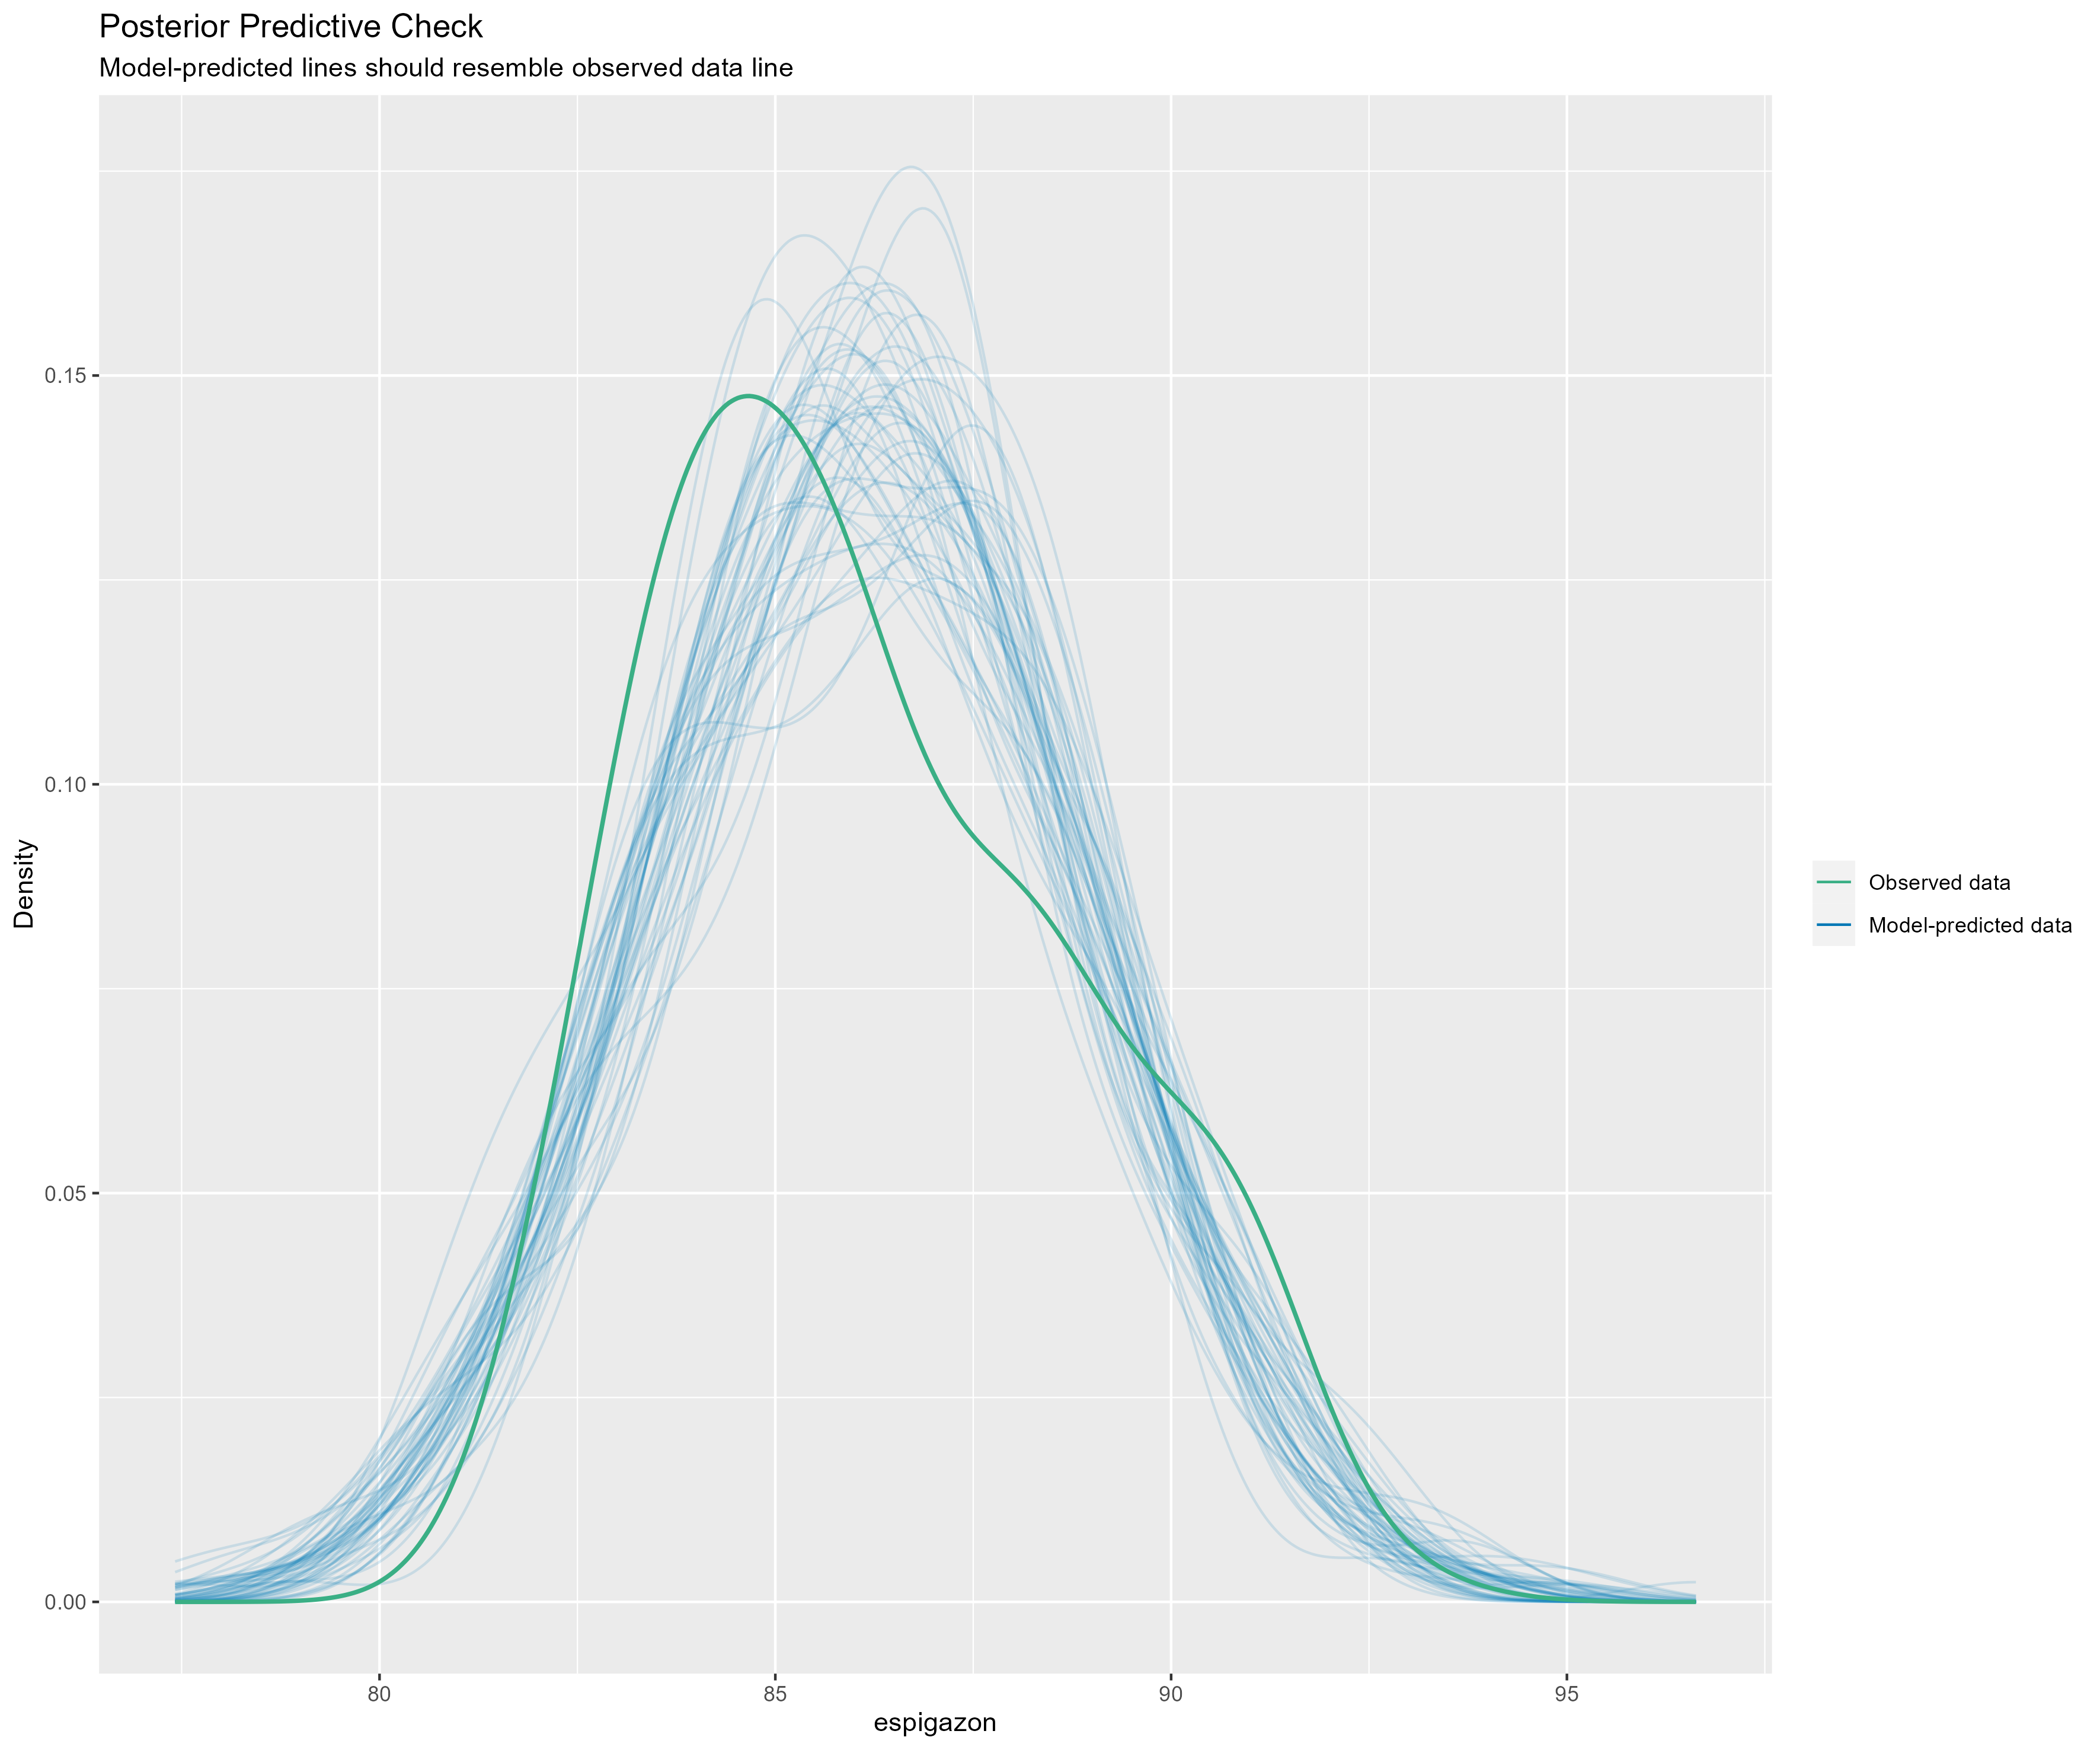 Posterior Predictive Check
Model-predicted lines should resemble observed data line
0.15
0.10
0.05
0.00
Density
80
85
90
95
espigazon
Observed data
Model-predicted data